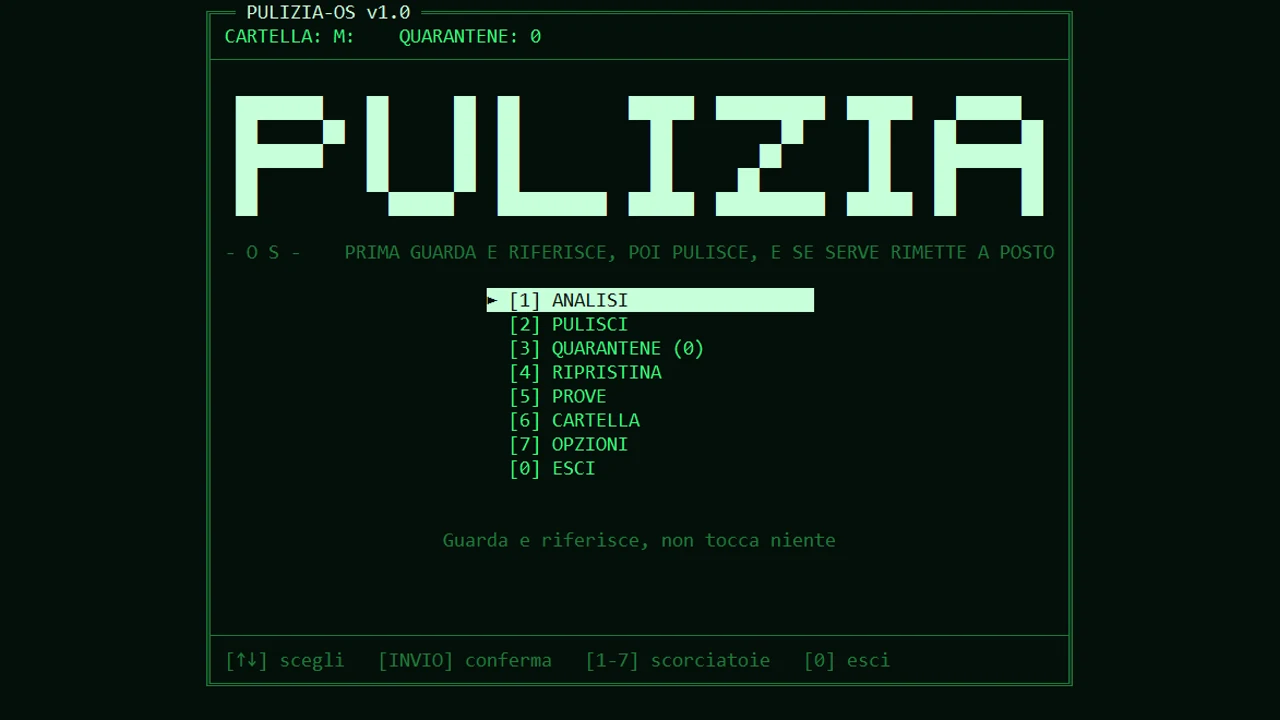 PULIZIA-OS v1.0
CARTELLA: M: QUARANTENE: 0
PULIZIA
- O S - PRIMA GUARDA E RIFERISCE, POI PULISCE, E SE SERVE RIMETTE A POSTO
► [1] ANALISI
[2] PULISCI
[3] QUARANTENE (0)
[4] RIPRISTINA
[5] PROVE
[6] CARTELLA
[7] OPZIONI
[0] ESCI
Guarda e riferisce, non tocca niente
[↑↓] scegli [INVIO] conferma [1-7] scorciatoie [0] esci